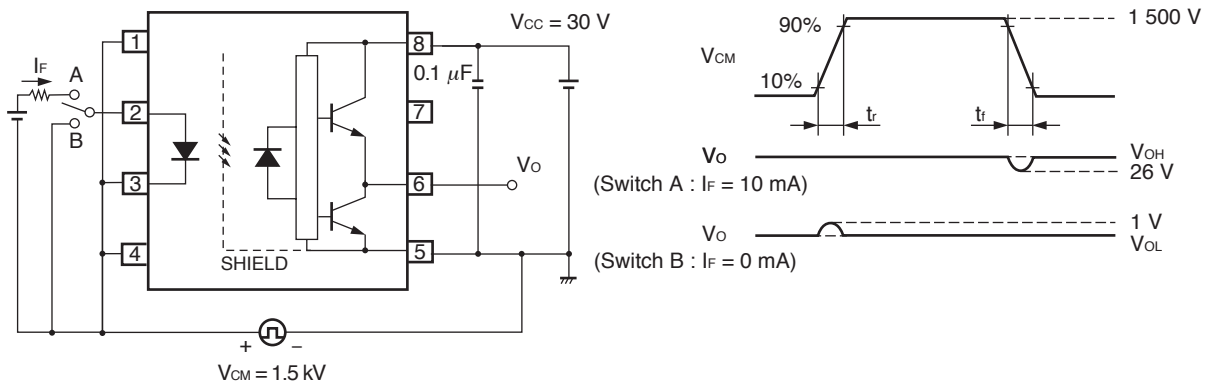 1
2
3
4
8
7
6
5
IF
A
B
SHIELD
VCC = 30 V
0.1 μF
VO
+ −
VCM = 1.5 kV
VCM
90%
10%
1 500 V
tr
tf
VO
(Switch A : IF = 10 mA)
VOH
26 V
VO
(Switch B : IF = 0 mA)
1 V
VOL